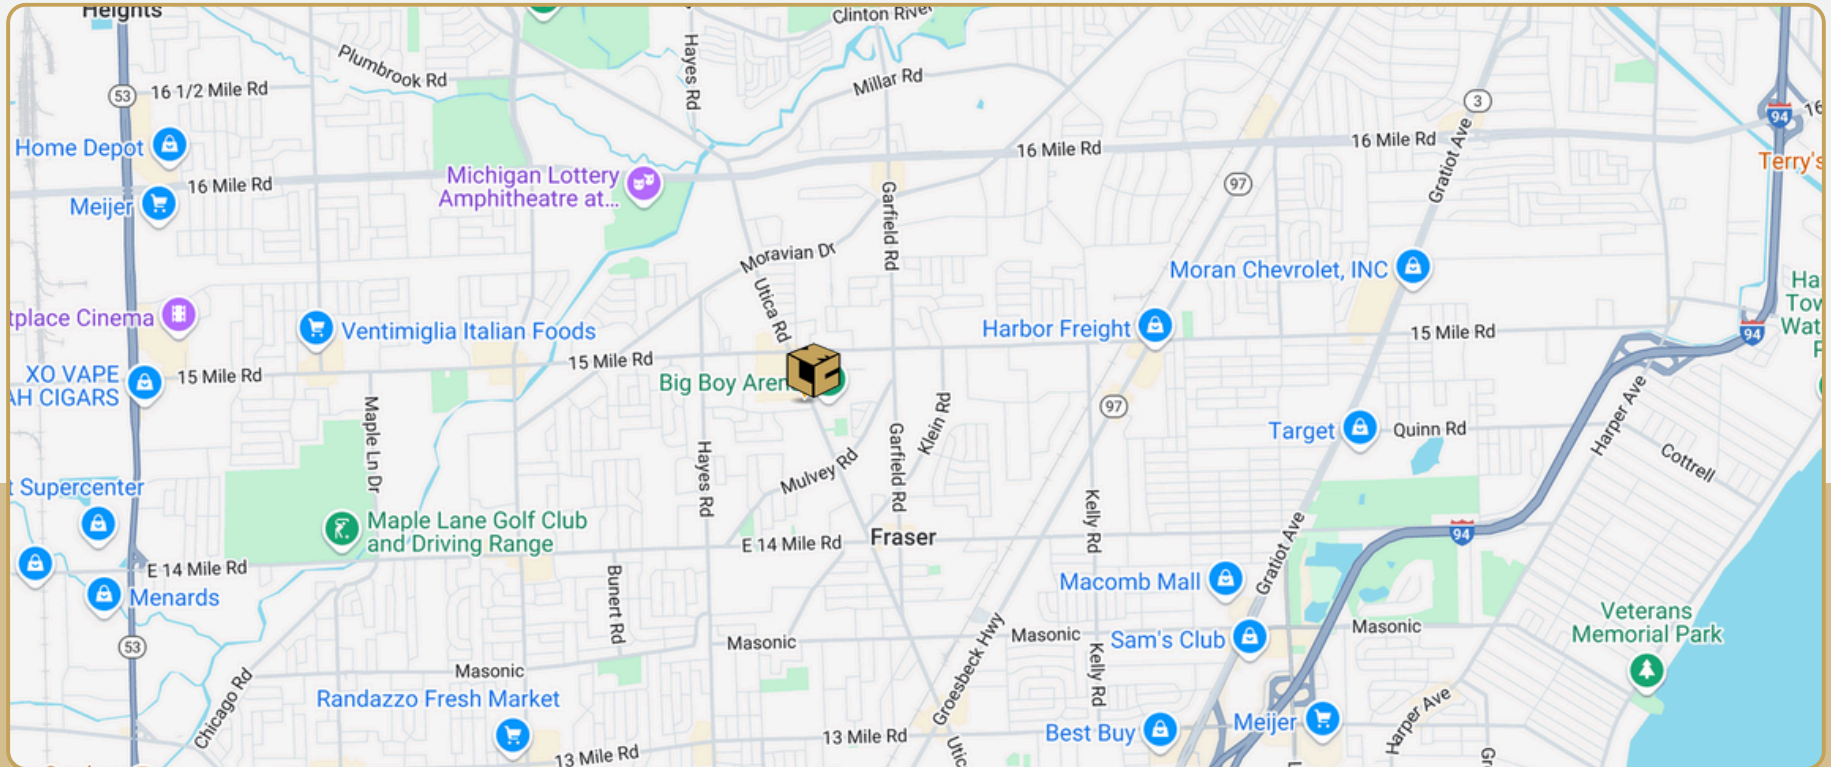 Heights
Clinton River
Plumbrook Rd
Hayes Rd
16 1/2 Mile Rd
53
Millar Rd
3
94
16
Home Depot
16 Mile Rd
16 Mile Rd
Gratiot Ave
Terry's
Michigan Lottery
Amphitheatre at...
16 Mile Rd
97
Meijer
Garfield Rd
Moravian Dr
Utica Rd
Moran Chevrolet, INC
Ha
Tow
Wat
F
tplace Cinema
Ventimiglia Italian Foods
Harbor Freight
15 Mile Rd
94
15 Mile Rd
XO VAPE
AH CIGARS
15 Mile Rd
Big Boy Aren
97
Maple Ln Dr
Hayes Rd
Garfield Rd
Klein Rd
Harper Ave
Target
Quinn Rd
Cottrell
Mulvey Rd
t Supercenter
Kelly Rd
Maple Lane Golf Club
and Driving Range
Fraser
E 14 Mile Rd
94
Gratiot Ave
E 14 Mile Rd
Menards
Bunert Rd
Macomb Mall
Veterans
Memorial Park
53
Masonic
Masonic
Sam's Club
Masonic
Masonic
Kelly Rd
Groesbeck Hwy
Chicago Rd
Randazzo Fresh Market
13 Mile Rd
13 Mile Rd
Utic
Best Buy
Meijer
Harper Ave
Gr
L